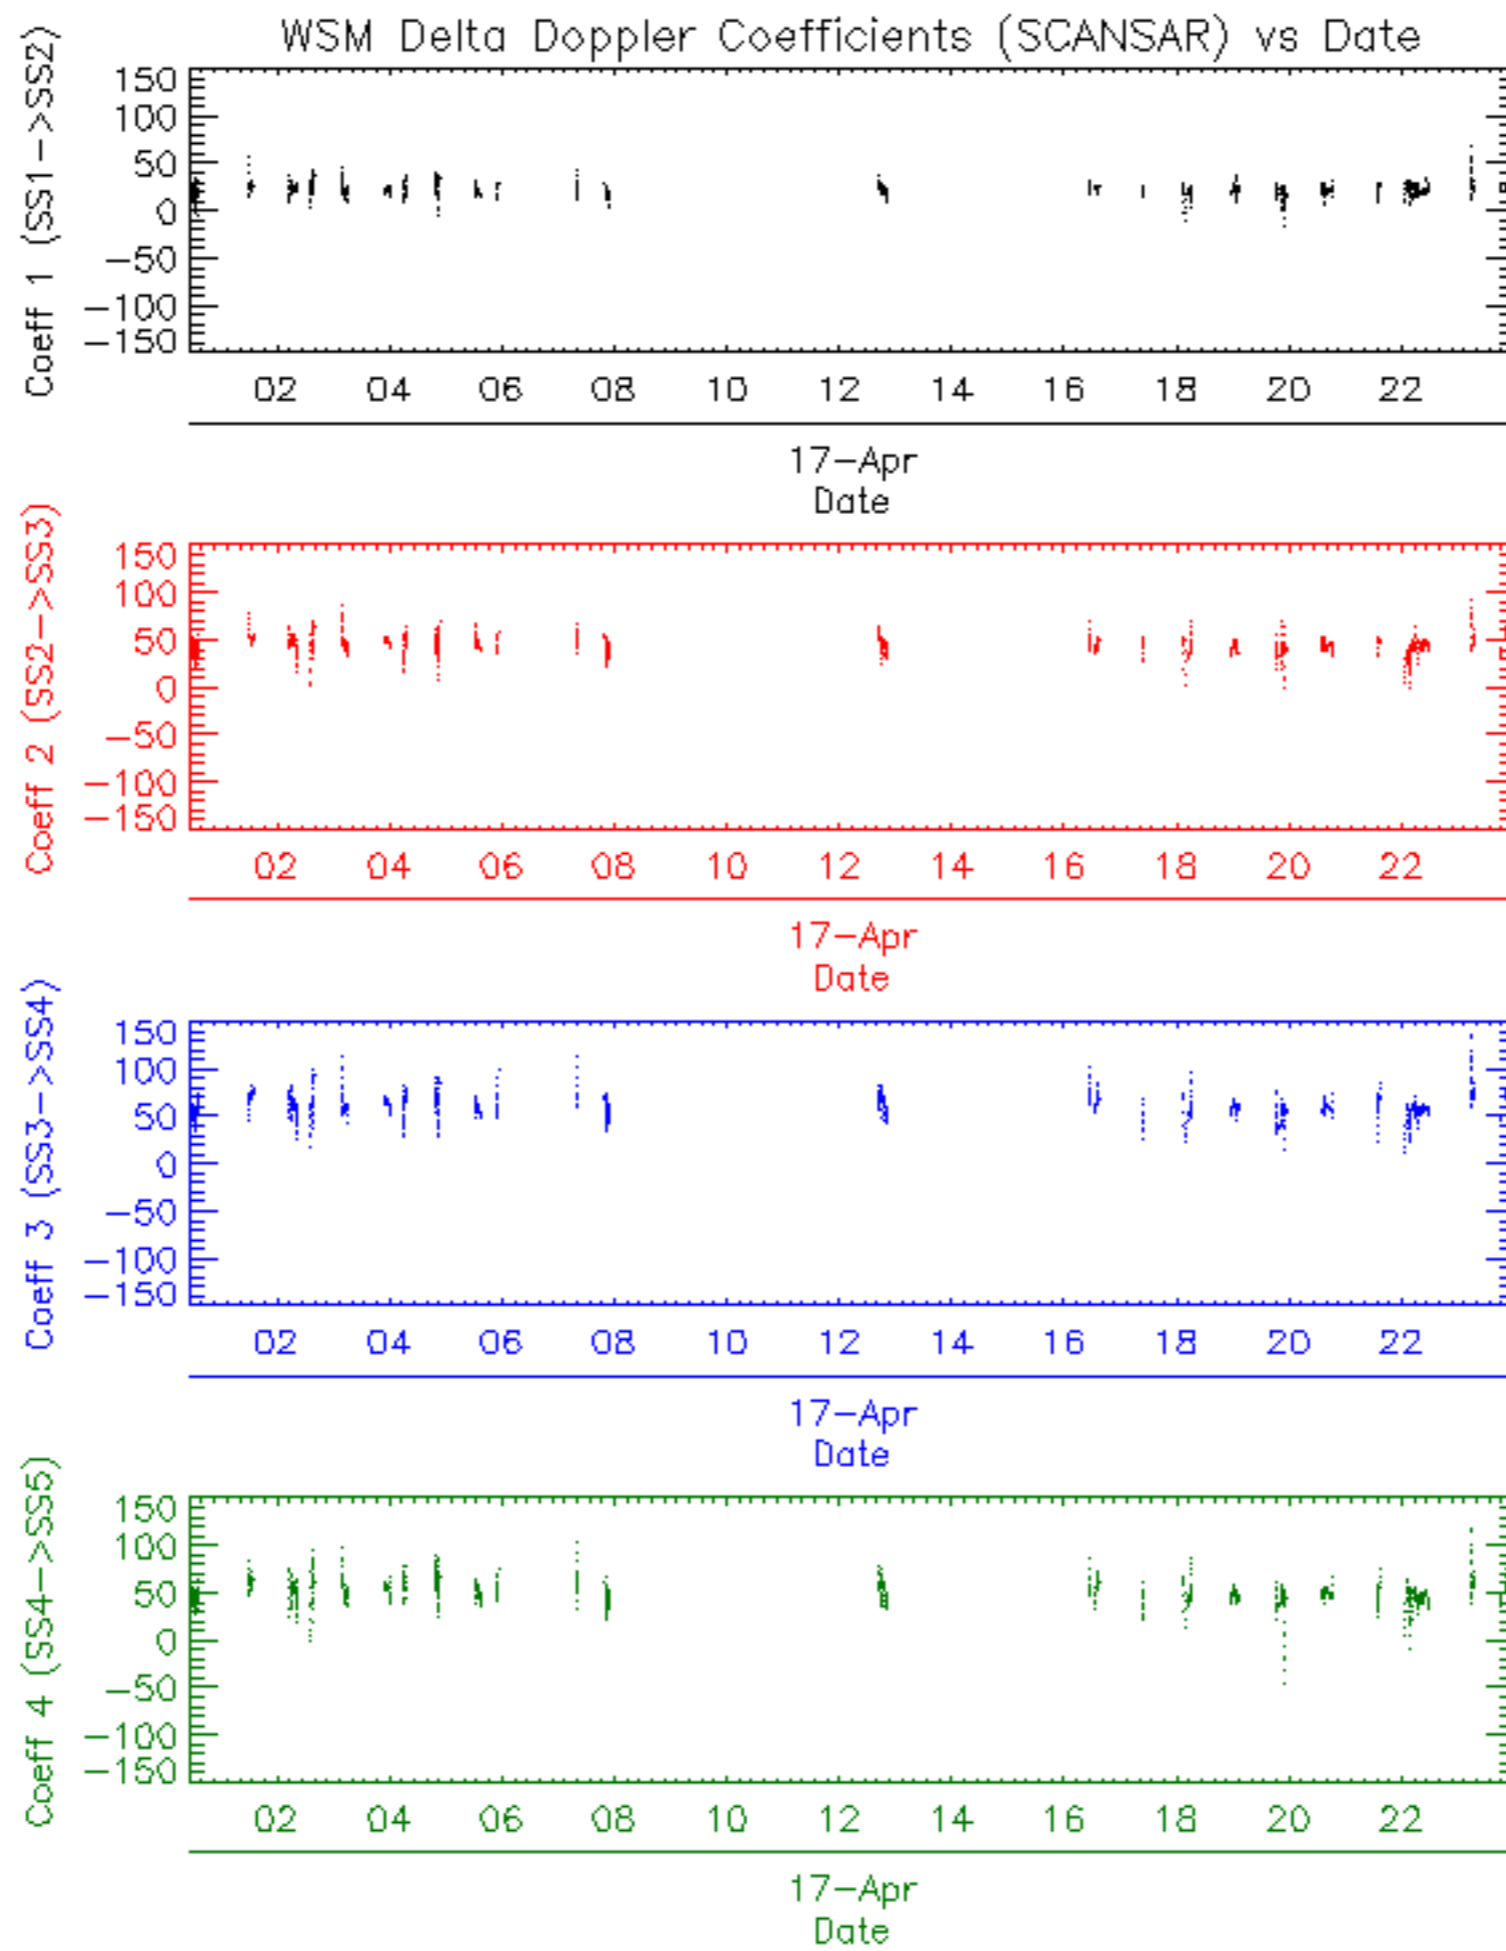 WSM Delta Doppler Coefficients (SCANSAR) vs Date
Coeff 1 (SS1->SS2)
150
100
50
0
-50
-100
-150
02 04 06 08 10 12 14 16 18 20 22
17-Apr
Date
Coeff 2 (SS2->SS3)
150
100
50
0
-50
-100
-150
02 04 06 08 10 12 14 16 18 20 22
17-Apr
Date
Coeff 3 (SS3->SS4)
150
100
50
0
-50
-100
-150
02 04 06 08 10 12 14 16 18 20 22
17-Apr
Date
Coeff 4 (SS4->SS5)
150
100
50
0
-50
-100
-150
02 04 06 08 10 12 14 16 18 20 22
17-Apr
Date